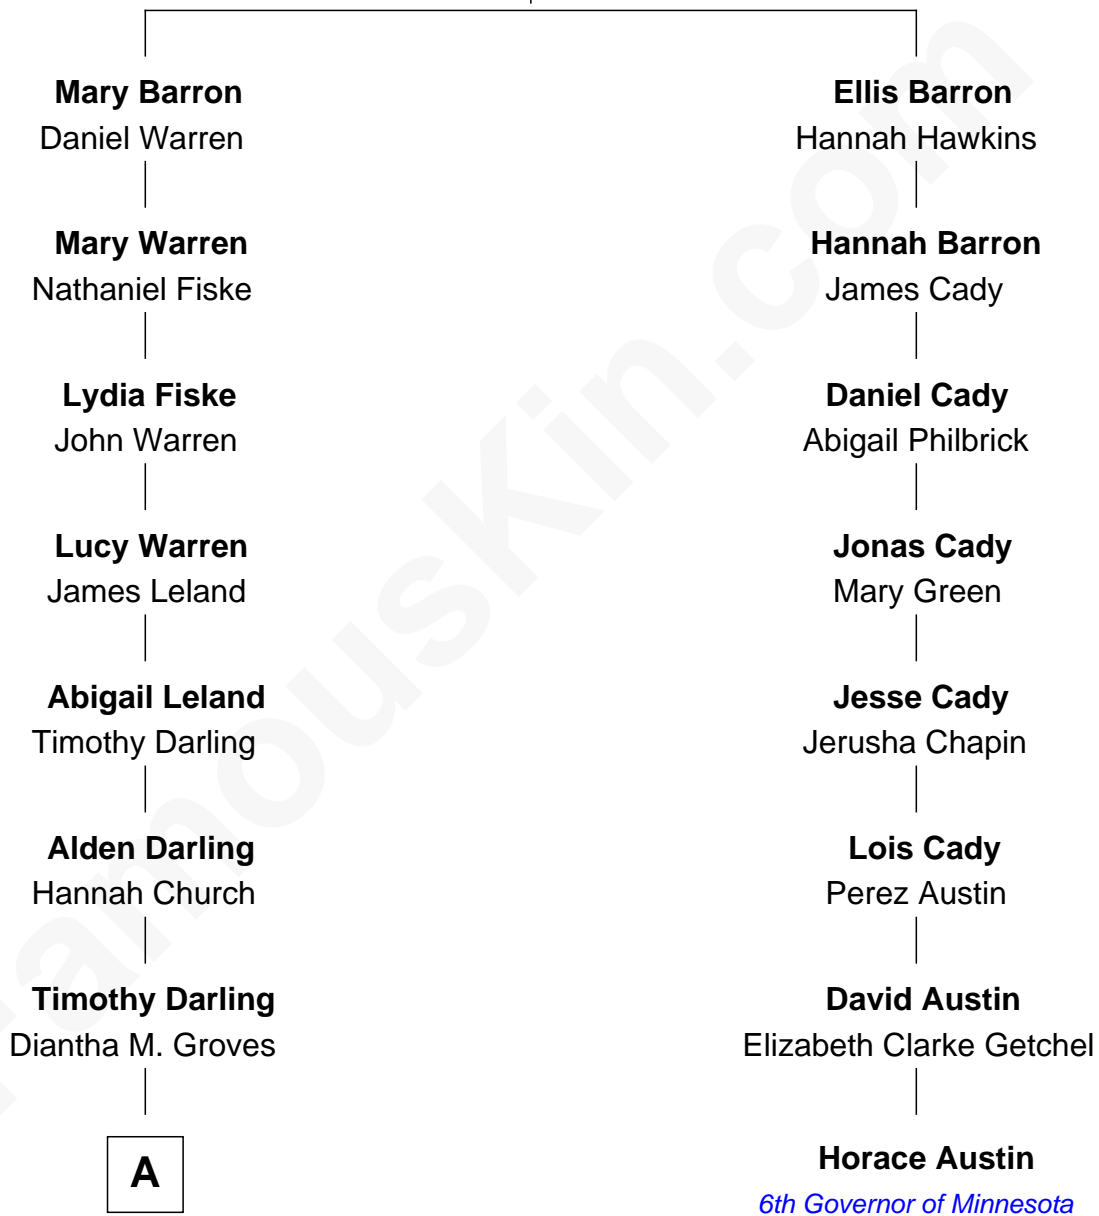 Mary Barron
Daniel Warren
Ellis Barron
Hannah Hawkins
Mary Warren
Nathaniel Fiske
Hannah Barron
James Cady
Lydia Fiske
John Warren
Daniel Cady
Abigail Philbrick
Lucy Warren
James Leland
Jonas Cady
Mary Green
Abigail Leland
Timothy Darling
Jesse Cady
Jerusha Chapin
Alden Darling
Hannah Church
Lois Cady
Perez Austin
Timothy Darling
Diantha M. Groves
David Austin
Elizabeth Clarke Getchel
A
Horace Austin
6th Governor of Minnesota
FamousKin.com